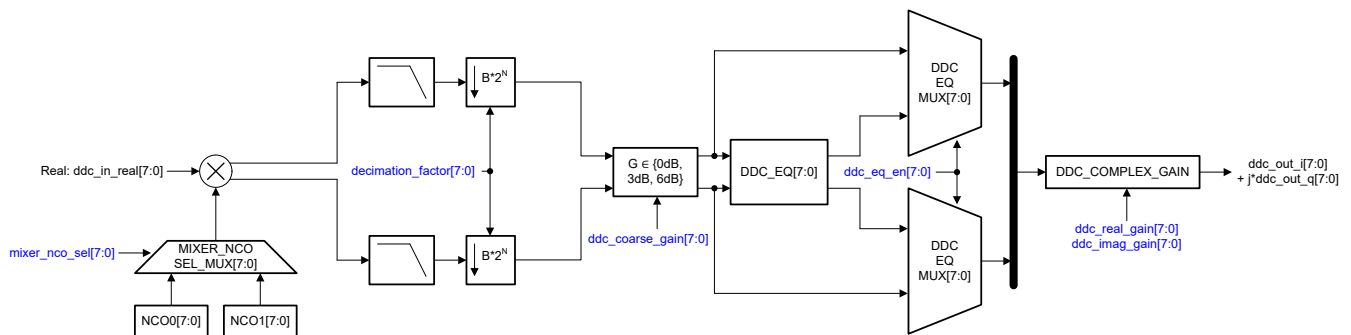 Real: ddc_in_real[7:0]
mixer_nco_sel[7:0]
MIXER_NCO
SEL_MUX[7:0]
NCO0[7:0]
NCO1[7:0]
B*2^N
decimation_factor[7:0]
B*2^N
G ∈ {0dB,
3dB, 6dB}
ddc_coarse_gain[7:0]
DDC_EQ[7:0]
DDC
EQ
MUX[7:0]
ddc_eq_en[7:0]
DDC
EQ
MUX[7:0]
DDC_COMPLEX_GAIN
ddc_real_gain[7:0]
ddc_imag_gain[7:0]
ddc_out_i[7:0]
+ j*ddc_out_q[7:0]